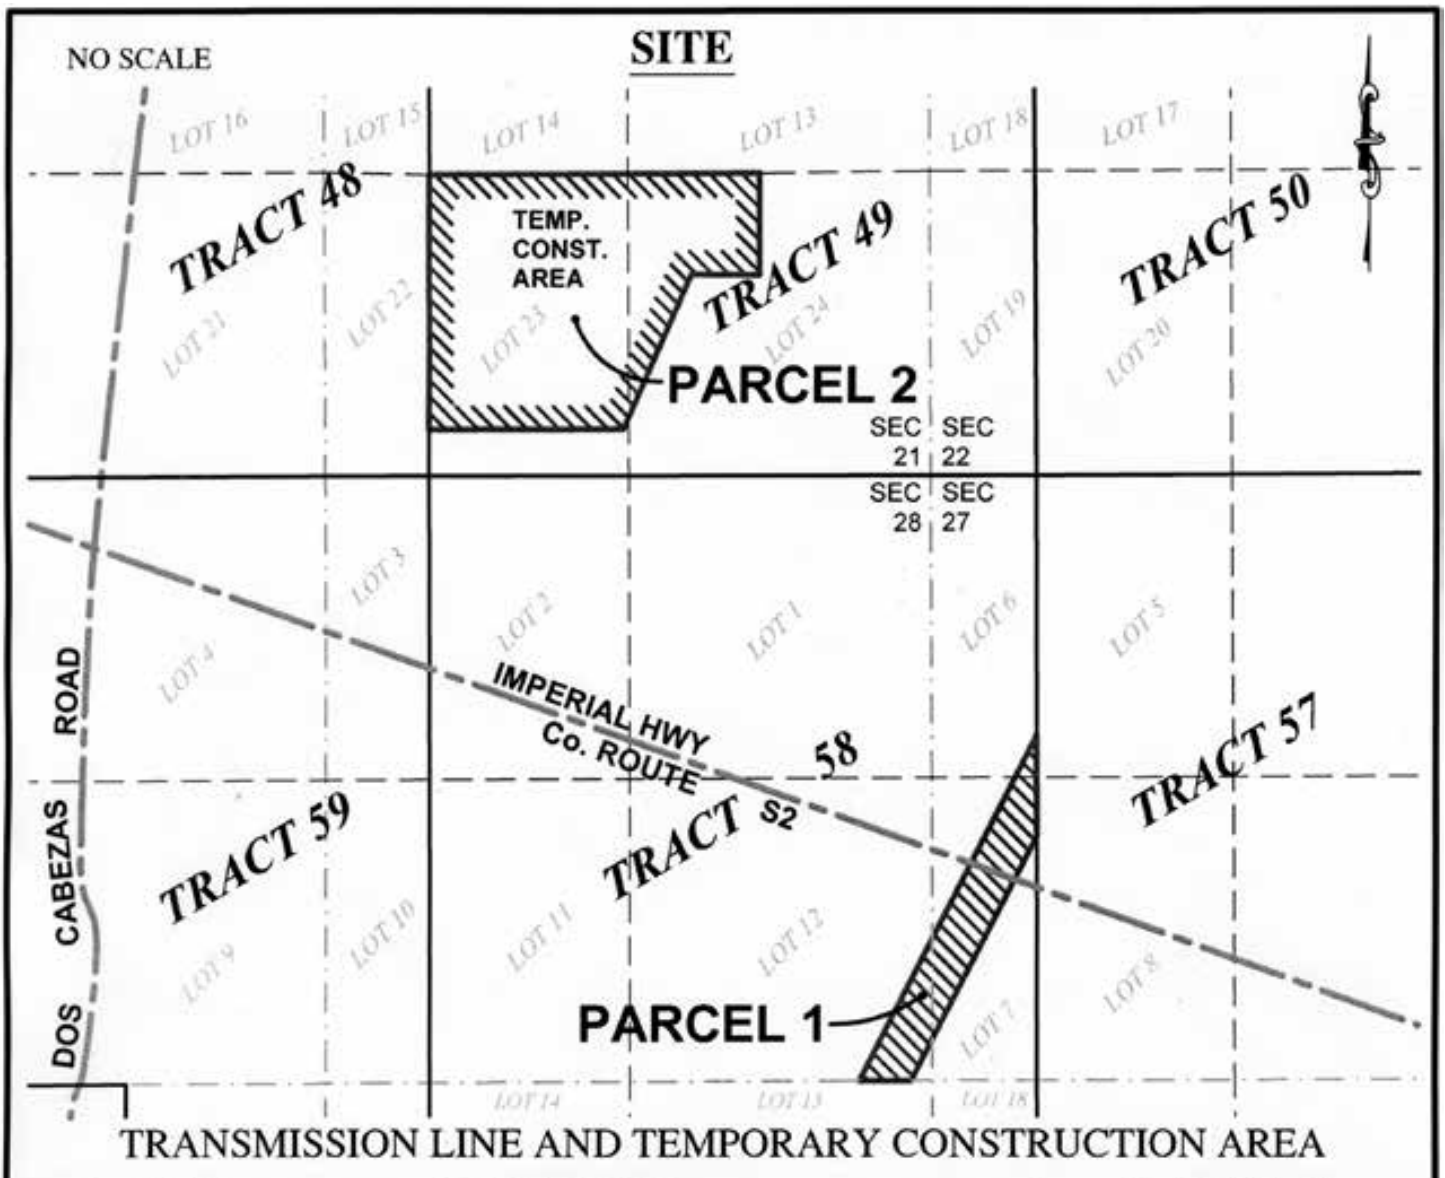 SITE
NO SCALE
LOT 16
LOT 15
LOT 14
LOT 13
LOT 18
LOT 17
TRACT 48
TEMP.
CONST.
AREA
TRACT 49
TRACT 50
LOT 21
LOT 22
LOT 23
LOT 24
LOT 19
LOT 20
PARCEL 2
SEC 21
SEC 22
SEC 28
SEC 27
LOT 4
LOT 3
LOT 2
LOT 1
LOT 6
LOT 5
IMPERIAL HWY
Co. ROUTE S2
DOS CABEZAS ROAD
TRACT 59
TRACT 58
TRACT 57
LOT 9
LOT 10
LOT 11
LOT 12
LOT 7
LOT 8
PARCEL 1
LOT 14
LOT 13
LOT 18
TRANSMISSION LINE AND TEMPORARY CONSTRUCTION AREA